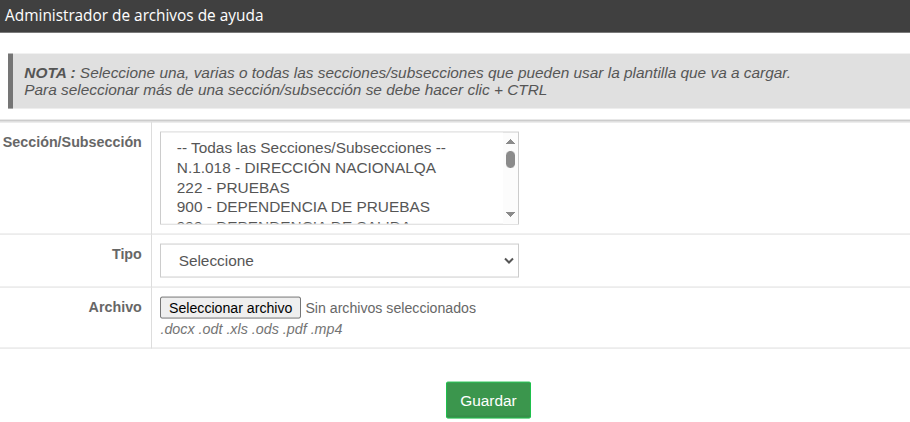 Administrador de archivos de ayuda
NOTA : Seleccione una, varias o todas las secciones/subsecciones que pueden usar la plantilla que va a cargar.
Para seleccionar más de una sección/subsección se debe hacer clic + CTRL
Sección/Subsección
-- Todas las Secciones/Subsecciones --
N.1.018 - DIRECCIÓN NACIONALQA
222 - PRUEBAS
900 - DEPENDENCIA DE PRUEBAS
Tipo
Seleccione
Archivo
Seleccionar archivo Sin archivos seleccionados
.docx .odt .xls .ods .pdf .mp4
Guardar